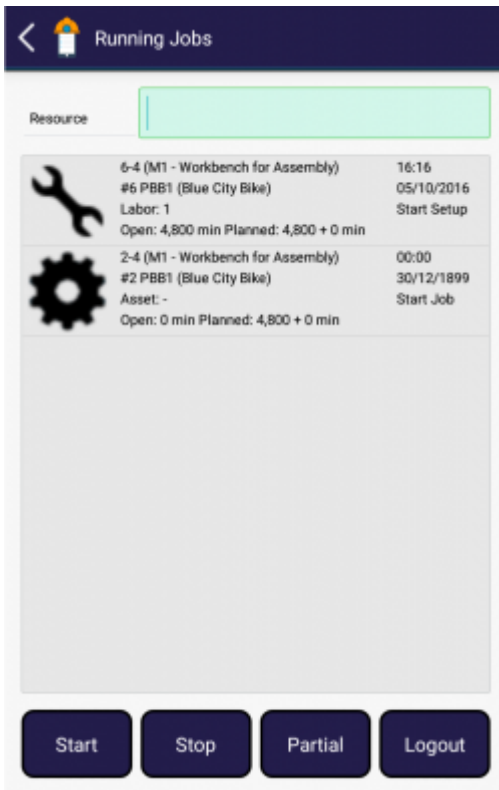 Running Jobs
Resource
6-4 (M1 - Workbench for Assembly) 16:16
#6 PBB1 (Blue City Bike) 05/10/2016
Labor: 1 Start Setup
Open: 4,800 min Planned: 4,800 + 0 min
2-4 (M1 - Workbench for Assembly) 00:00
#2 PBB1 (Blue City Bike) 30/12/1899
Asset: - Start Job
Open: 0 min Planned: 4,800 + 0 min
Start Stop Partial Logout